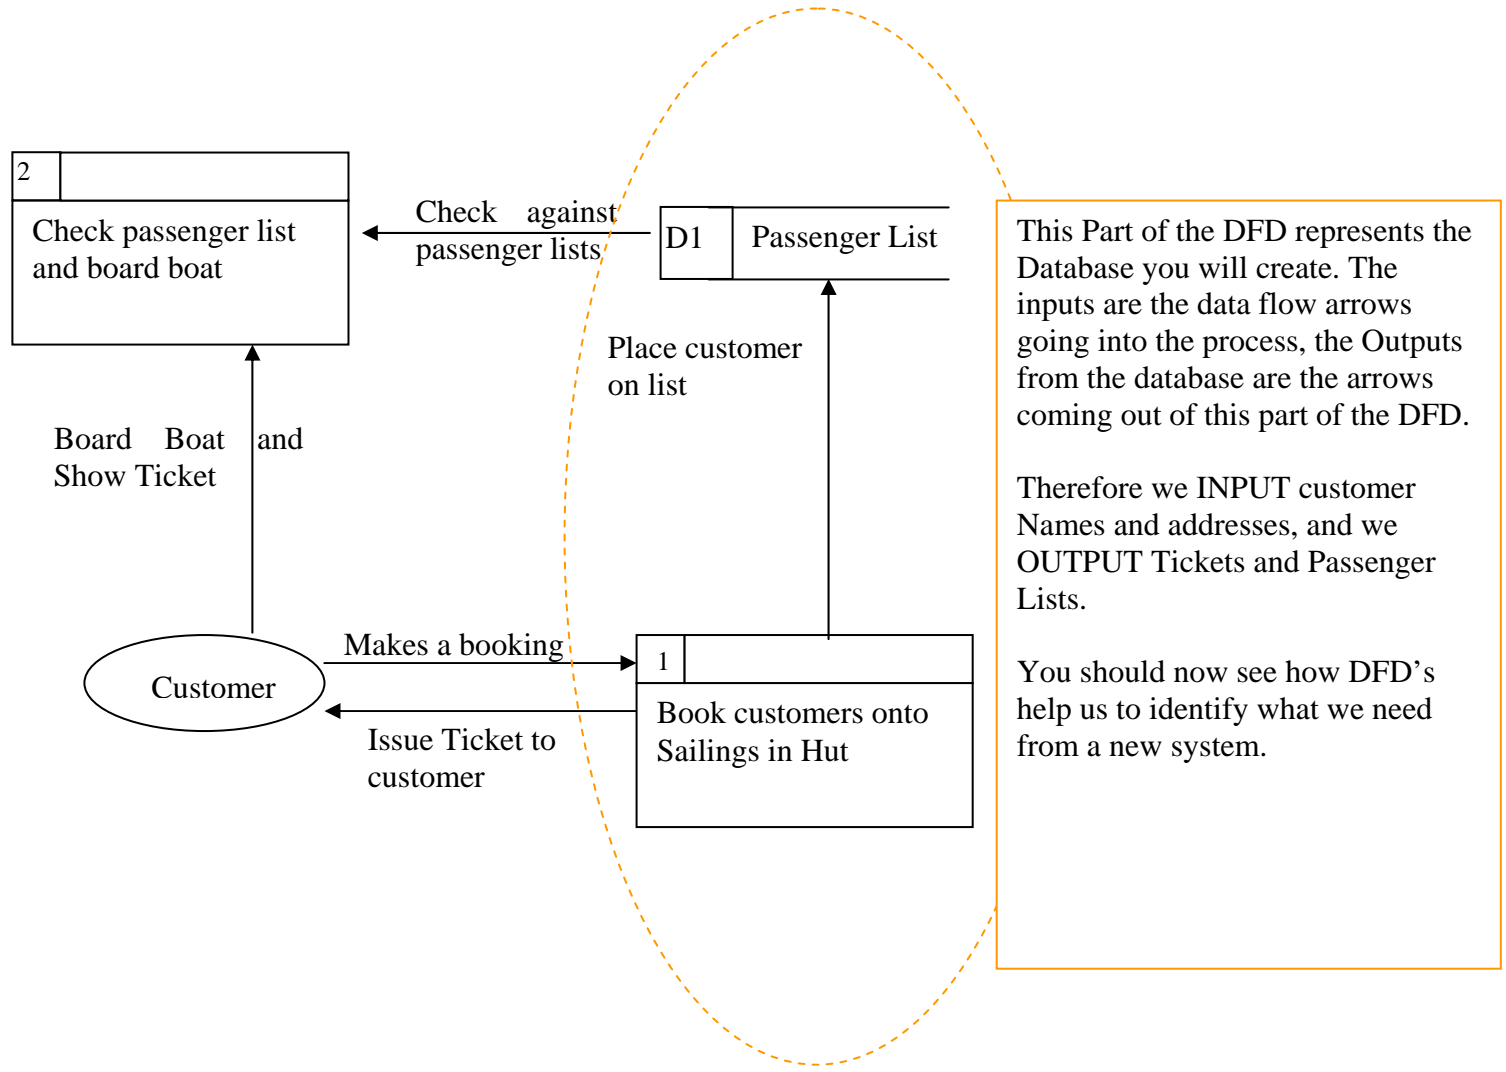 2
Check passenger list
and board boat
Check against
passenger lists
D1
Passenger List
Place customer
on list
Board Boat and
Show Ticket
Customer
Makes a booking
Issue Ticket to
customer
1
Book customers onto
Sailings in Hut
This Part of the DFD represents the
Database you will create. The
inputs are the data flow arrows
going into the process, the Outputs
from the database are the arrows
coming out of this part of the DFD.
Therefore we INPUT customer
Names and addresses, and we
OUTPUT Tickets and Passenger
Lists.
You should now see how DFD’s
help us to identify what we need
from a new system.